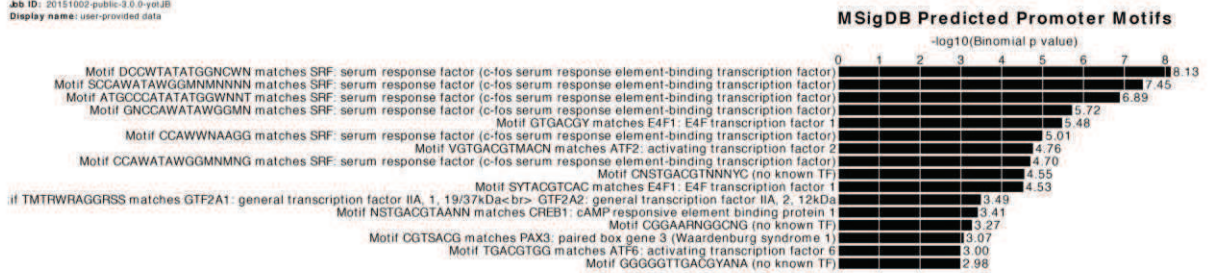 Job ID: 20151002-public-3.0.0-yotJB
Display name: user-provided data
MSigDB Predicted Promoter Motifs
-log10(Binomial p value)
0 1 2 3 4 5 6 7 8
Motif DCCWTATATGGNCWN matches SRF: serum response factor (c-fos serum response element-binding transcription factor) 8.13
Motif SCCAWATAWGGMNMNNNN matches SRF: serum response factor (c-fos serum response element-binding transcription factor) 7.45
Motif ATGCCCATATATGGWNNT matches SRF: serum response factor (c-fos serum response element-binding transcription factor) 6.89
Motif GNCCAWATAWGGMN matches SRF: serum response factor (c-fos serum response element-binding transcription factor) 5.72
Motif GTGACGY matches E4F1: E4F transcription factor 1 5.48
Motif CCAWWNAAGG matches SRF: serum response factor (c-fos serum response element-binding transcription factor) 5.01
Motif VGTGACGTMACN matches ATF2: activating transcription factor 2 4.76
Motif CCAWATAWGGMNMNG matches SRF: serum response factor (c-fos serum response element-binding transcription factor) 4.70
Motif CNSTGACGTNNNYC (no known TF) 4.55
Motif SYTACGTCAC matches E4F1: E4F transcription factor 1 4.53
if TMTRWRAGGRSS matches GTF2A1: general transcription factor IIA, 1, 19/37kDa<br> GTF2A2: general transcription factor IIA, 2, 12kDa 3.49
Motif NSTGACGTAANN matches CREB1: cAMP responsive element binding protein 1 3.41
Motif CGGAARNGGCNG (no known TF) 3.27
Motif CGTSACG matches PAX3: paired box gene 3 (Waardenburg syndrome 1) 3.07
Motif TGACGTGG matches ATF6: activating transcription factor 6 3.00
Motif GGGGGTTGACGYANA (no known TF) 2.98